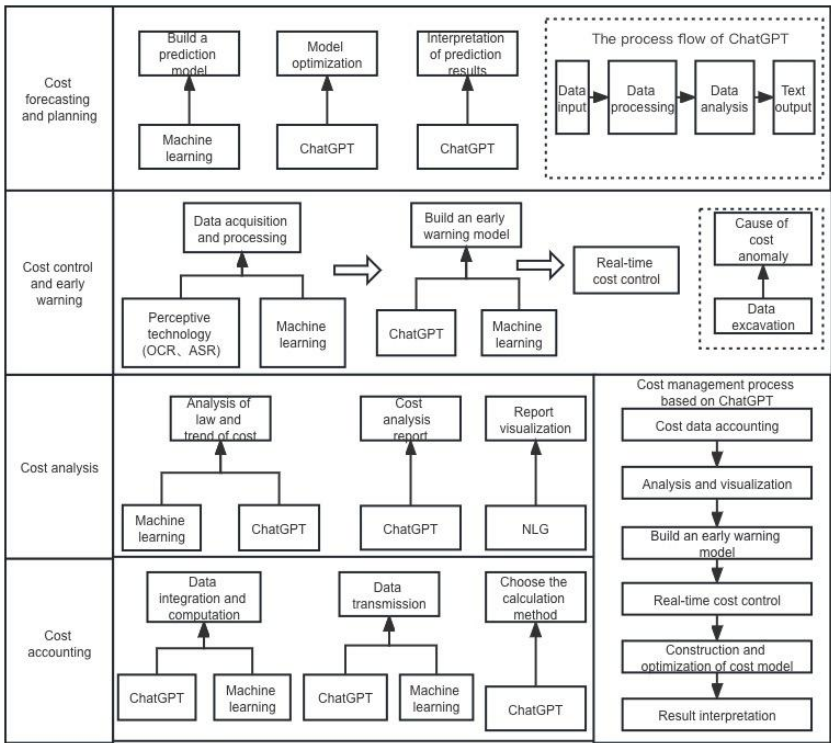 Cost
forecasting
and planning
Build a
prediction
model
Machine
learning
Model
optimization
ChatGPT
Interpretation
of prediction
results
ChatGPT
The process flow of ChatGPT
Data
input
Data
processing
Data
analysis
Text
output
Cost control
and early
warning
Data acquisition
and processing
Perceptive
technology
(OCR、ASR)
Machine
learning
Build an early
warning model
ChatGPT
Machine
learning
Real-time
cost control
Cause of
cost
anomaly
Data
excavation
Cost analysis
Analysis of
law and
trend of cost
Machine
learning
ChatGPT
Cost
analysis
report
ChatGPT
Report
visualization
NLG
Cost
accounting
Data
integration and
computation
ChatGPT
Machine
learning
Data
transmission
ChatGPT
Machine
learning
Choose the
calculation
method
ChatGPT
Cost management process
based on ChatGPT
Cost data accounting
Analysis and visualization
Build an early warning
model
Real-time cost control
Construction and
optimization of cost model
Result interpretation